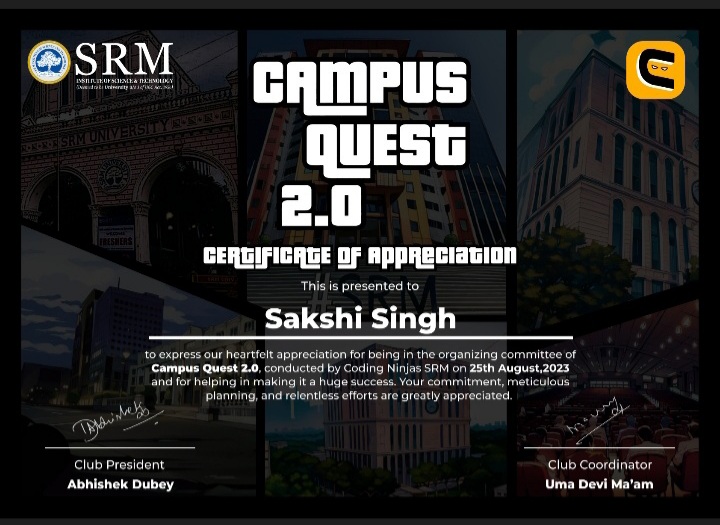 SRM
INSTITUTE OF SCIENCE & TECHNOLOGY
(Deemed to be University u/s 3 of UGC Act, 1956)
CAMPUS
QUEST
2.0
SRM UNIVERSITY
FRESHERS
CERTIFICATE OF APPRECIATION
This is presented to
#SRM
Sakshi Singh
to express our heartfelt appreciation for being in the organizing committee of
Campus Quest 2.0, conducted by Coding Ninjas SRM on 25th August,2023
and for helping in making it a huge success. Your commitment, meticulous
planning, and relentless efforts are greatly appreciated.
Club President
Abhishek Dubey
Club Coordinator
Uma Devi Ma'am